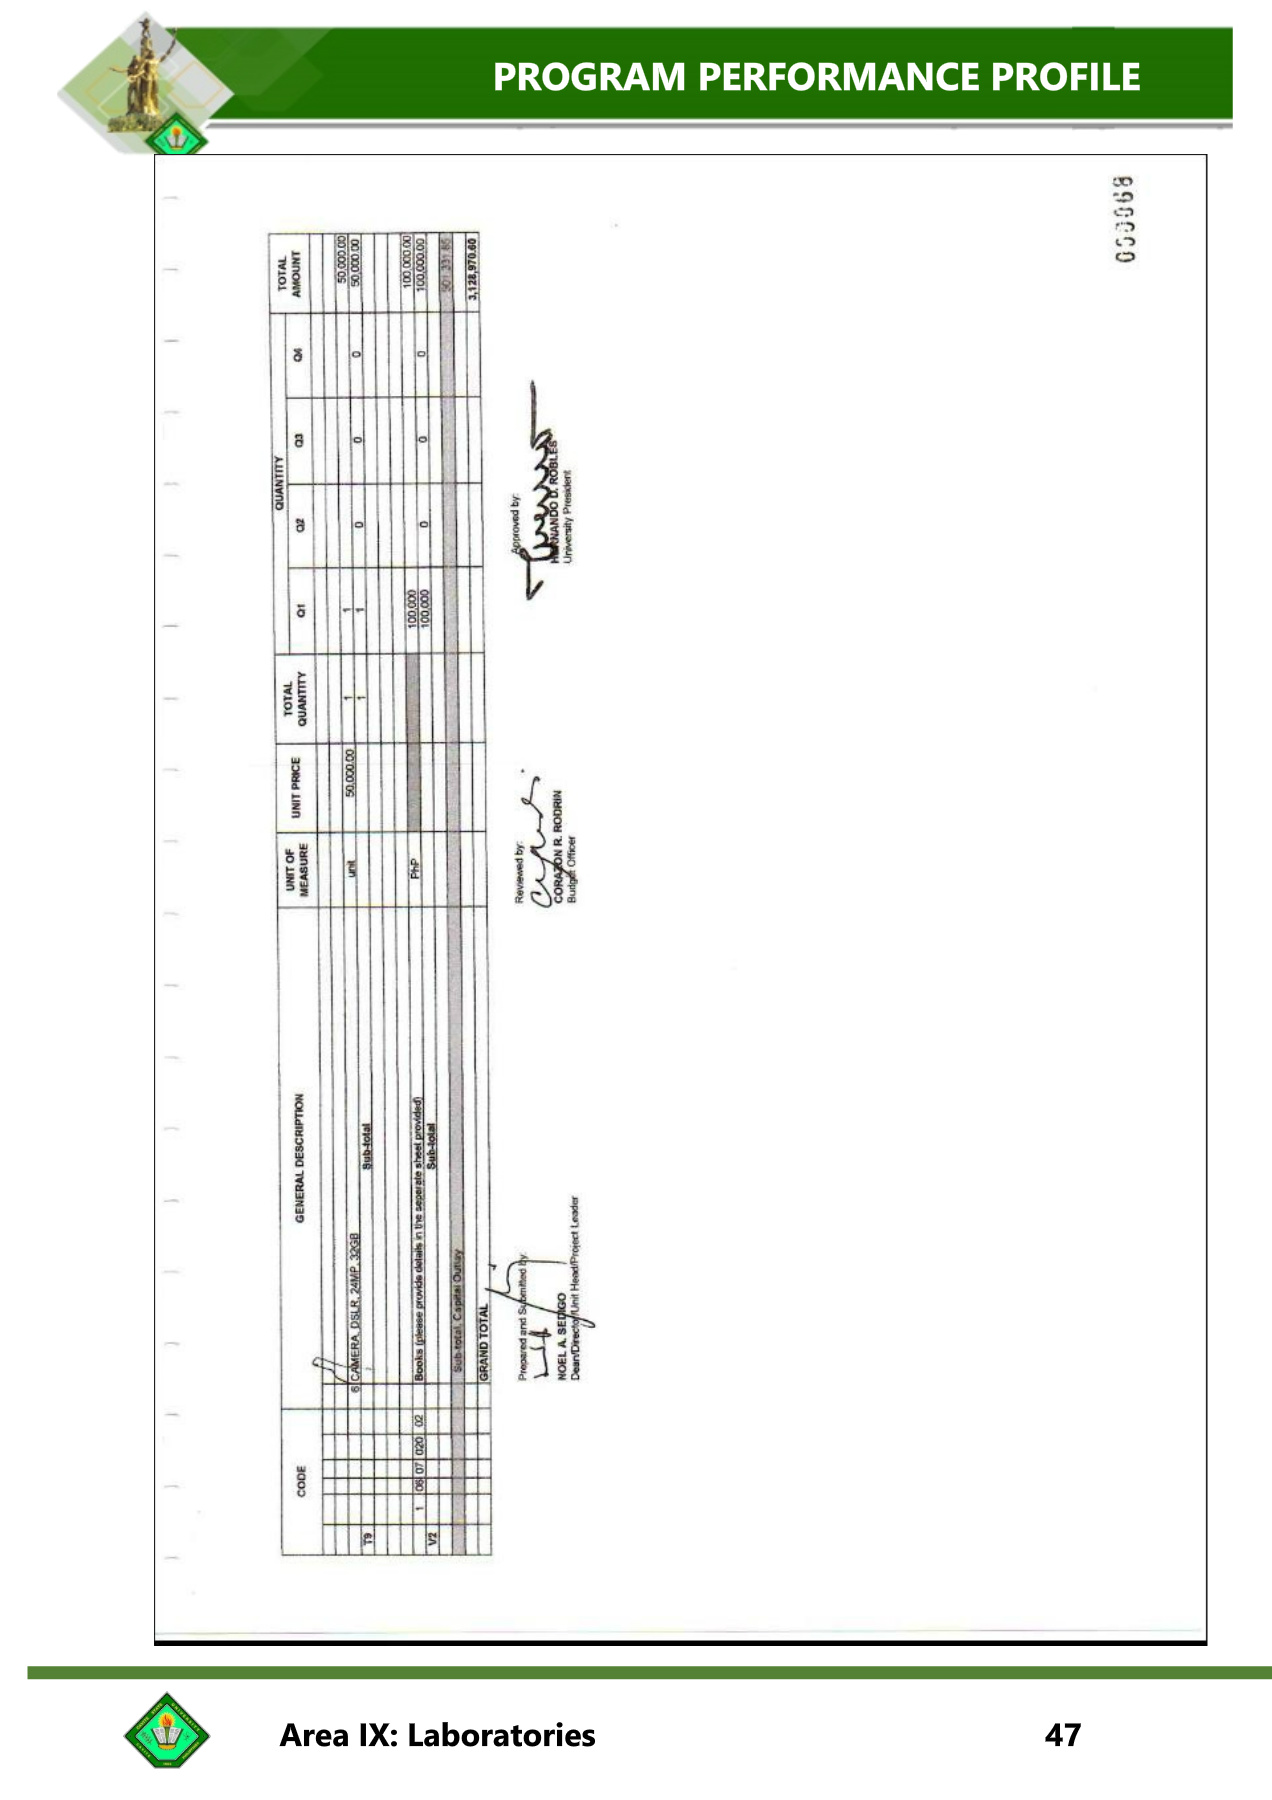 PROGRAM PERFORMANCE PROFILE
000068
CODE GENERAL DESCRIPTION UNIT OF MEASURE UNIT PRICE TOTAL QUANTITY QUANTITY TOTAL AMOUNT
Q1 Q2 Q3 Q4
6 CAMERA, DSLR, 24MP, 32GB unit 50,000.00 1 1 50,000.00
T9 Sub-total 1 1 0 0 0 50,000.00
1 06 07 020 02 Books (please provide details in the separate sheet provided) PhP 100,000 100,000.00
V2 Sub-total 100,000 0 0 0 100,000.00
Sub-total, Capital Outlay 501,331.85
GRAND TOTAL 3,128,970.60
Prepared and Submitted by: Reviewed by: Approved by:
NOEL A. SEDIGO CORAZON R. RODRIN HERNANDO D. ROBLES
Dean/Director/Unit Head/Project Leader Budget Officer University President
Area IX: Laboratories 47